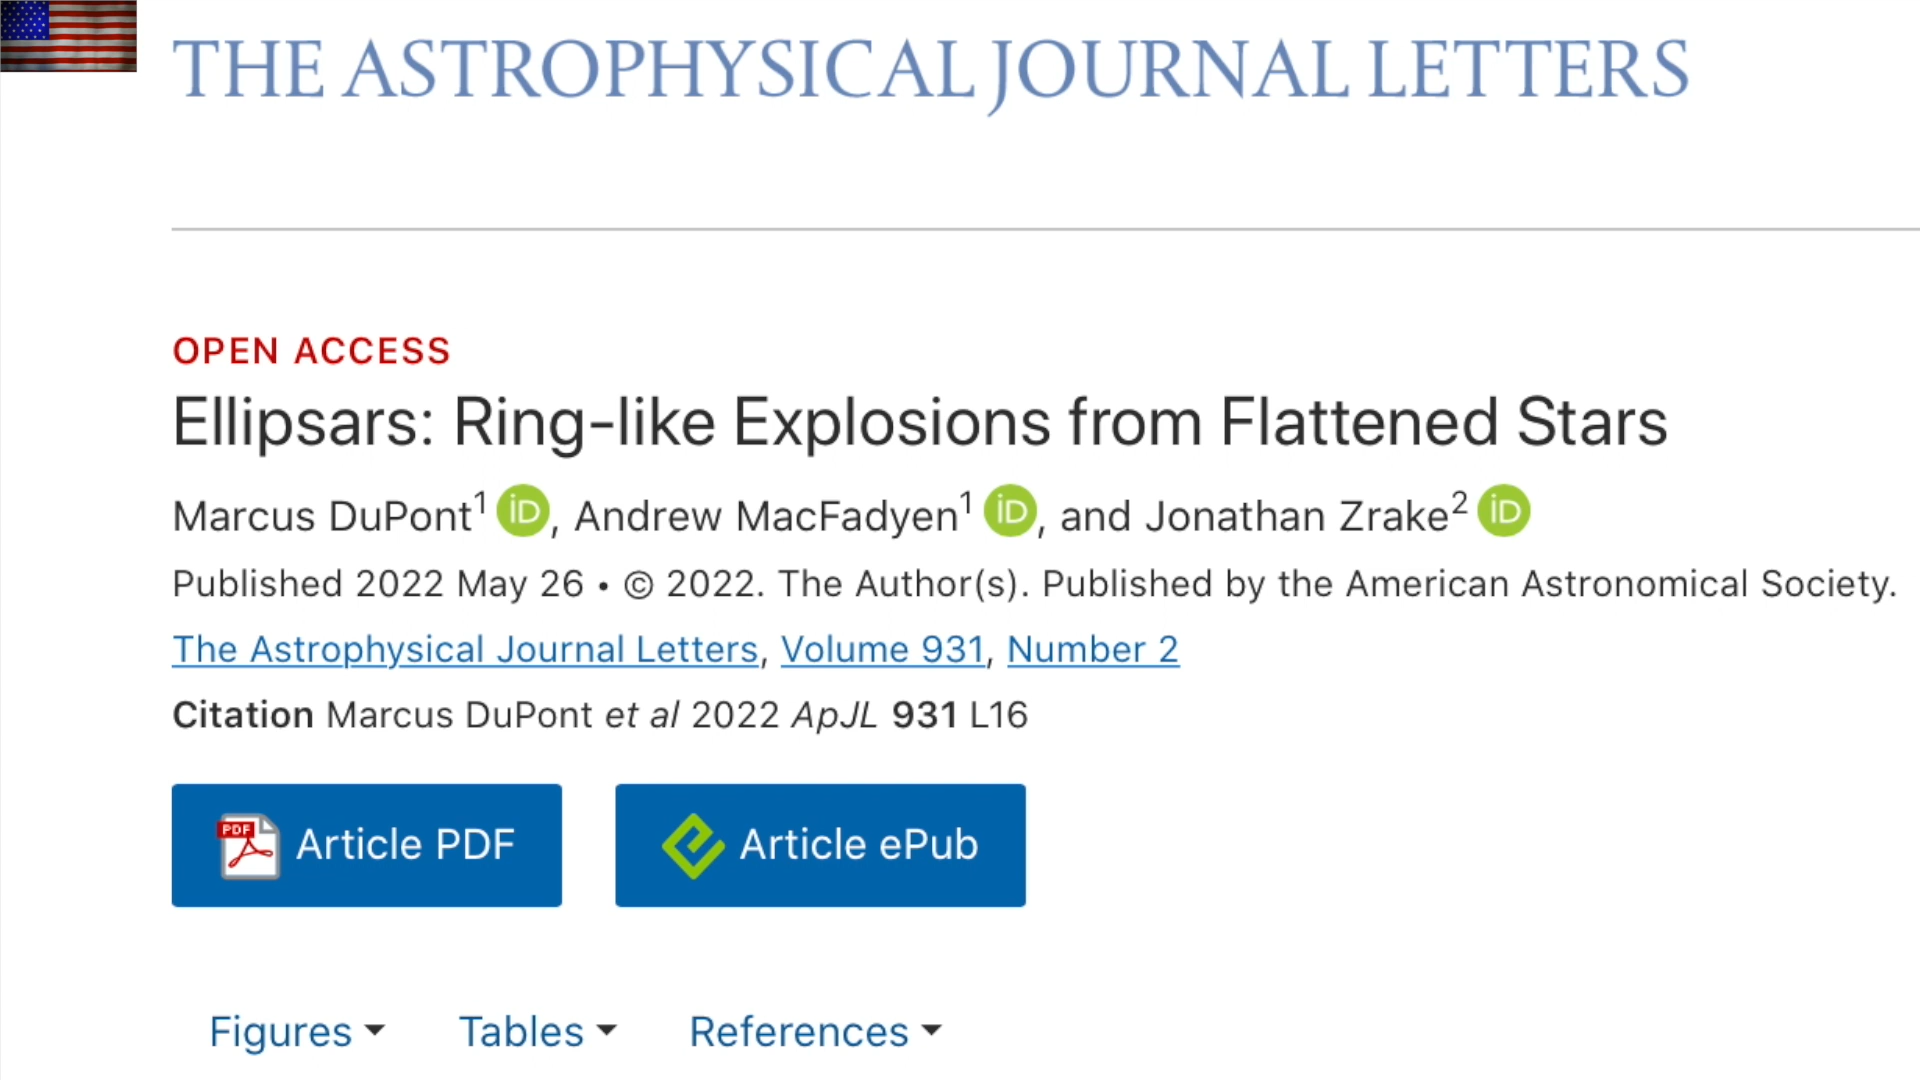 THE ASTROPHYSICAL JOURNAL LETTERS
OPEN ACCESS
Ellipsars: Ring-like Explosions from Flattened Stars
Marcus DuPont¹ iD, Andrew MacFadyen¹ iD, and Jonathan Zrake² iD
Published 2022 May 26 • © 2022. The Author(s). Published by the American Astronomical Society.
The Astrophysical Journal Letters, Volume 931, Number 2
Citation Marcus DuPont et al 2022 ApJL 931 L16
PDF Article PDF Article ePub
Figures Tables References